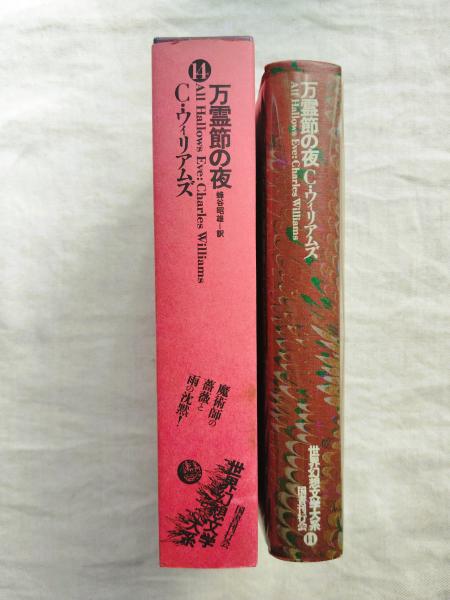 14
万霊節の夜
蜂谷昭雄―訳
All Hallows Eve: Charles Williams
C・ウィリアムズ
魔術師の
薔薇と
雨の沈黙!
国書刊行会
世界幻想文学
大系
万霊節の夜 C・ウィリアムズ
All Hallows Eve: Charles Williams
世界幻想文学大系
国書刊行会